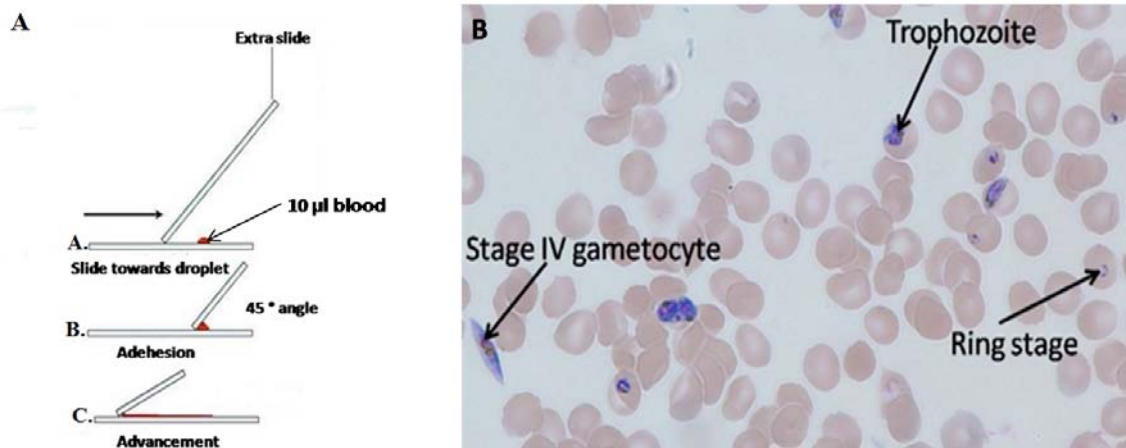 A
Extra slide
10 µl blood
A.
Slide towards droplet
45 ° angle
B.
Adehesion
C.
Advancement
B
Trophozoite
Stage IV gametocyte
Ring stage